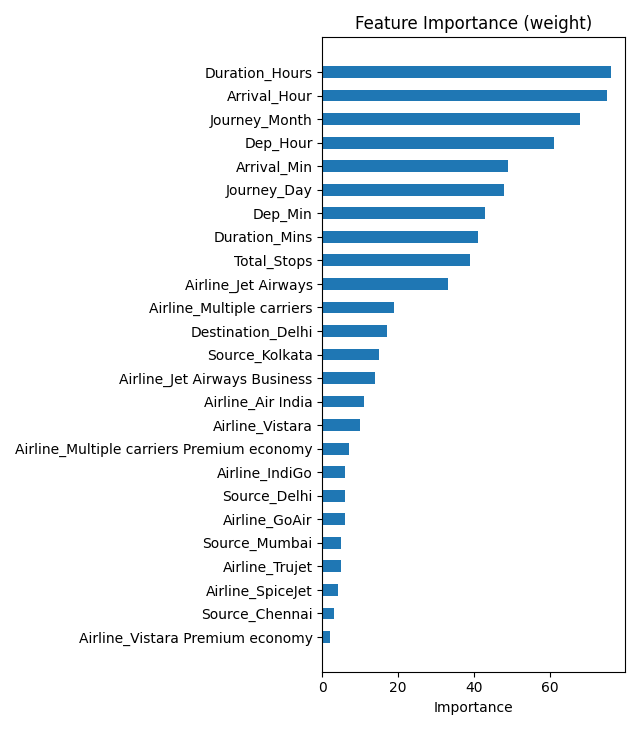 Feature Importance (weight)
Duration_Hours
Arrival_Hour
Journey_Month
Dep_Hour
Arrival_Min
Journey_Day
Dep_Min
Duration_Mins
Total_Stops
Airline_Jet Airways
Airline_Multiple carriers
Destination_Delhi
Source_Kolkata
Airline_Jet Airways Business
Airline_Air India
Airline_Vistara
Airline_Multiple carriers Premium economy
Airline_IndiGo
Source_Delhi
Airline_GoAir
Source_Mumbai
Airline_Trujet
Airline_SpiceJet
Source_Chennai
Airline_Vistara Premium economy
0 20 40 60
Importance